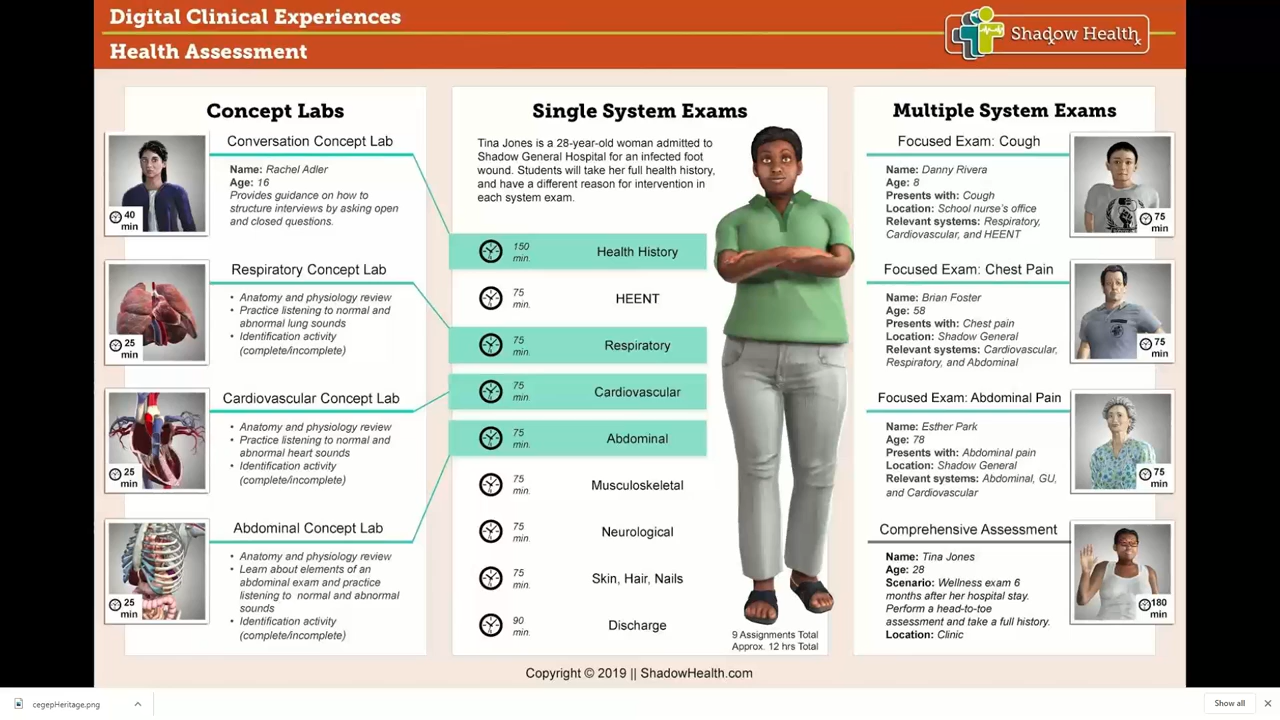 Digital Clinical Experiences
Health Assessment
Shadow Health
Concept Labs
Conversation Concept Lab
Name: Rachel Adler
Age: 16
Provides guidance on how to
structure interviews by asking open
and closed questions.
40
min
Respiratory Concept Lab
• Anatomy and physiology review
• Practice listening to normal and
abnormal lung sounds
• Identification activity
(complete/incomplete)
25
min
Cardiovascular Concept Lab
• Anatomy and physiology review
• Practice listening to normal and
abnormal heart sounds
• Identification activity
(complete/incomplete)
25
min
Abdominal Concept Lab
• Anatomy and physiology review
• Learn about elements of an
abdominal exam and practice
listening to normal and abnormal
sounds
• Identification activity
(complete/incomplete)
25
min
Single System Exams
Tina Jones is a 28-year-old woman admitted to
Shadow General Hospital for an infected foot
wound. Students will take her full health history,
and have a different reason for intervention in
each system exam.
150
min.
Health History
75
min.
HEENT
75
min.
Respiratory
75
min.
Cardiovascular
75
min.
Abdominal
75
min.
Musculoskeletal
75
min.
Neurological
75
min.
Skin, Hair, Nails
90
min.
Discharge
9 Assignments Total
Approx. 12 hrs Total
Multiple System Exams
Focused Exam: Cough
Name: Danny Rivera
Age: 8
Presents with: Cough
Location: School nurse's office
Relevant systems: Respiratory,
Cardiovascular, and HEENT
75
min
Focused Exam: Chest Pain
Name: Brian Foster
Age: 58
Presents with: Chest pain
Location: Shadow General
Relevant systems: Cardiovascular,
Respiratory, and Abdominal
75
min
Focused Exam: Abdominal Pain
Name: Esther Park
Age: 78
Presents with: Abdominal pain
Location: Shadow General
Relevant systems: Abdominal, GU,
and Cardiovascular
75
min
Comprehensive Assessment
Name: Tina Jones
Age: 28
Scenario: Wellness exam 6
months after her hospital stay.
Perform a head-to-toe
assessment and take a full history.
Location: Clinic
180
min
Copyright © 2019 || ShadowHealth.com
cegepHeritage.png
Show all